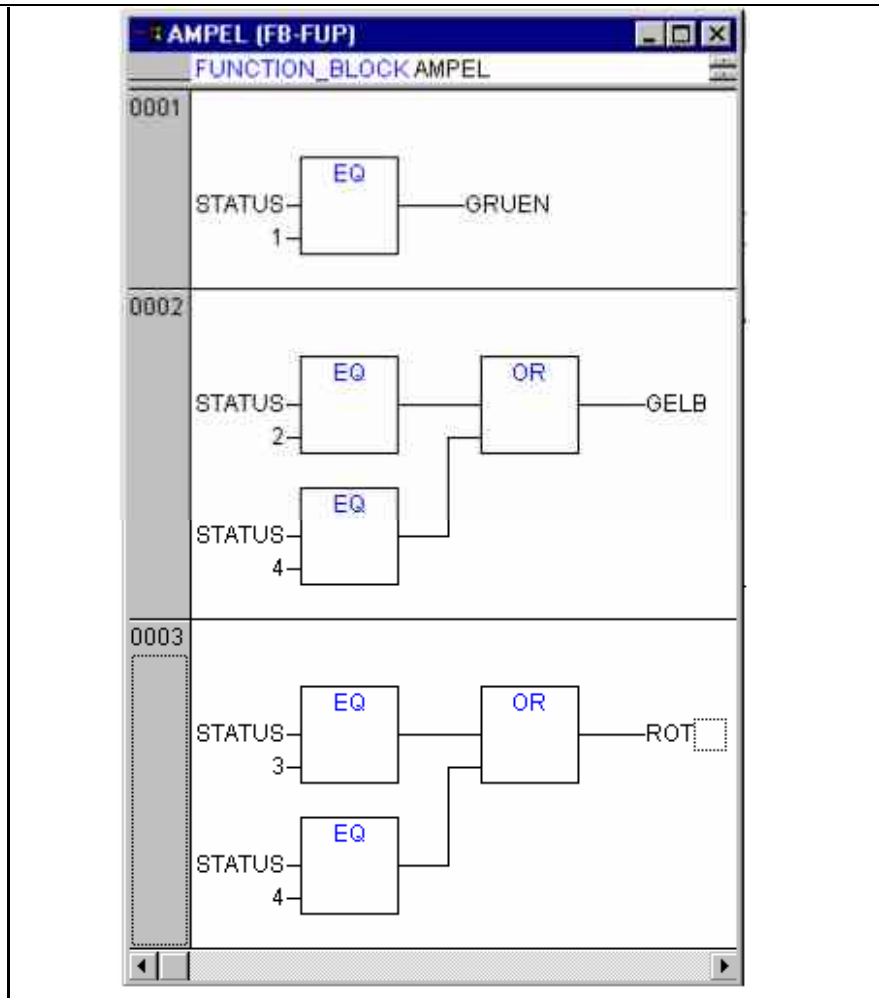 AMPEL (FB-FUP)
FUNCTION_BLOCK AMPEL
0001
EQ
STATUS
GRUEN
1
0002
EQ
OR
STATUS
GELB
2
EQ
STATUS
4
0003
EQ
OR
STATUS
ROT
3
EQ
STATUS
4